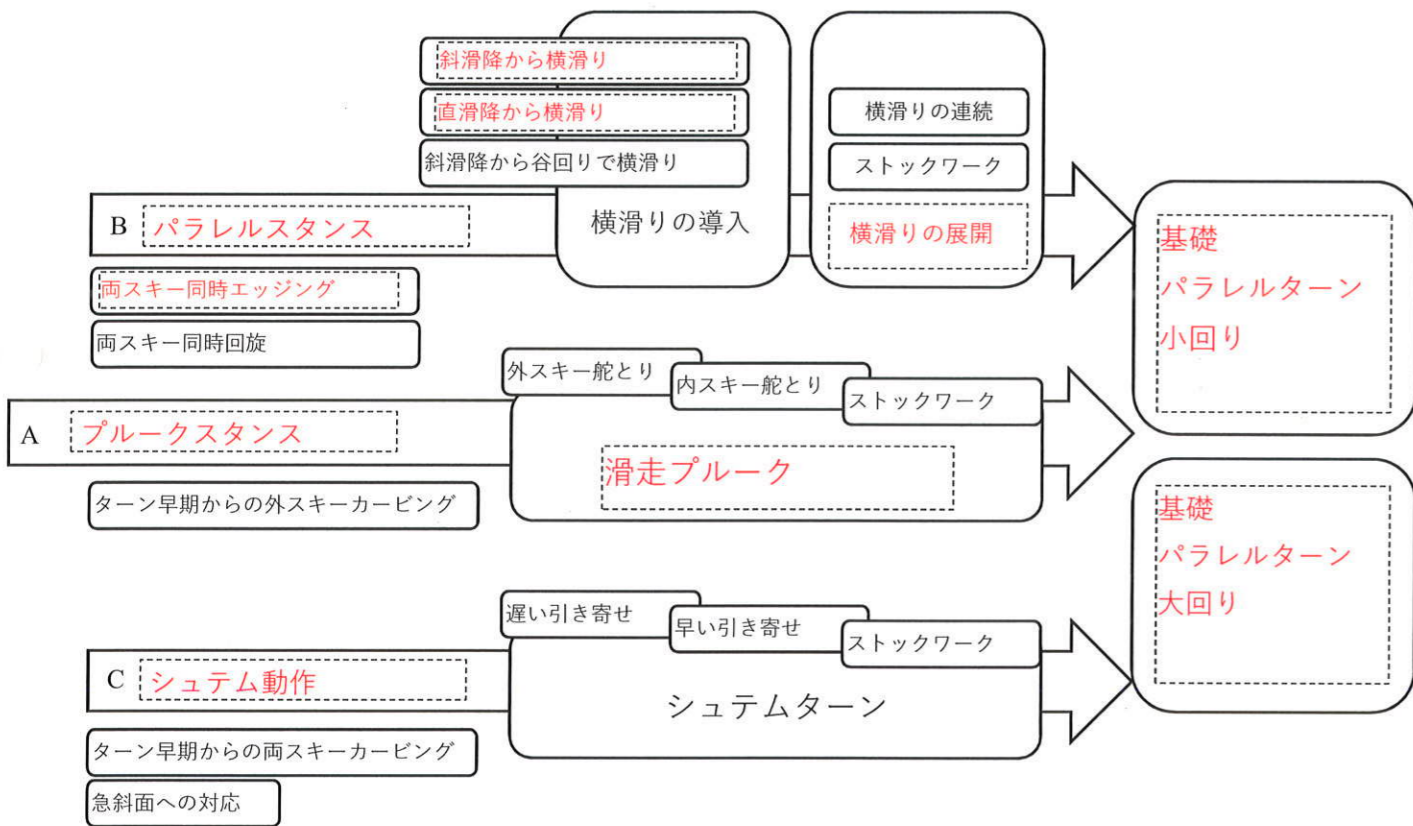 斜滑降から横滑り
直滑降から横滑り
斜滑降から谷回りで横滑り
横滑りの導入
横滑りの連続
ストックワーク
横滑りの展開
B パラレルスタンス
両スキー同時エッジング
両スキー同時回旋
基礎
パラレルターン
小回り
A プルークスタンス
ターン早期からの外スキーカービング
外スキー舵とり
内スキー舵とり
ストックワーク
滑走プルーク
基礎
パラレルターン
大回り
C シュテム動作
ターン早期からの両スキーカービング
急斜面への対応
遅い引き寄せ
早い引き寄せ
ストックワーク
シュテムターン